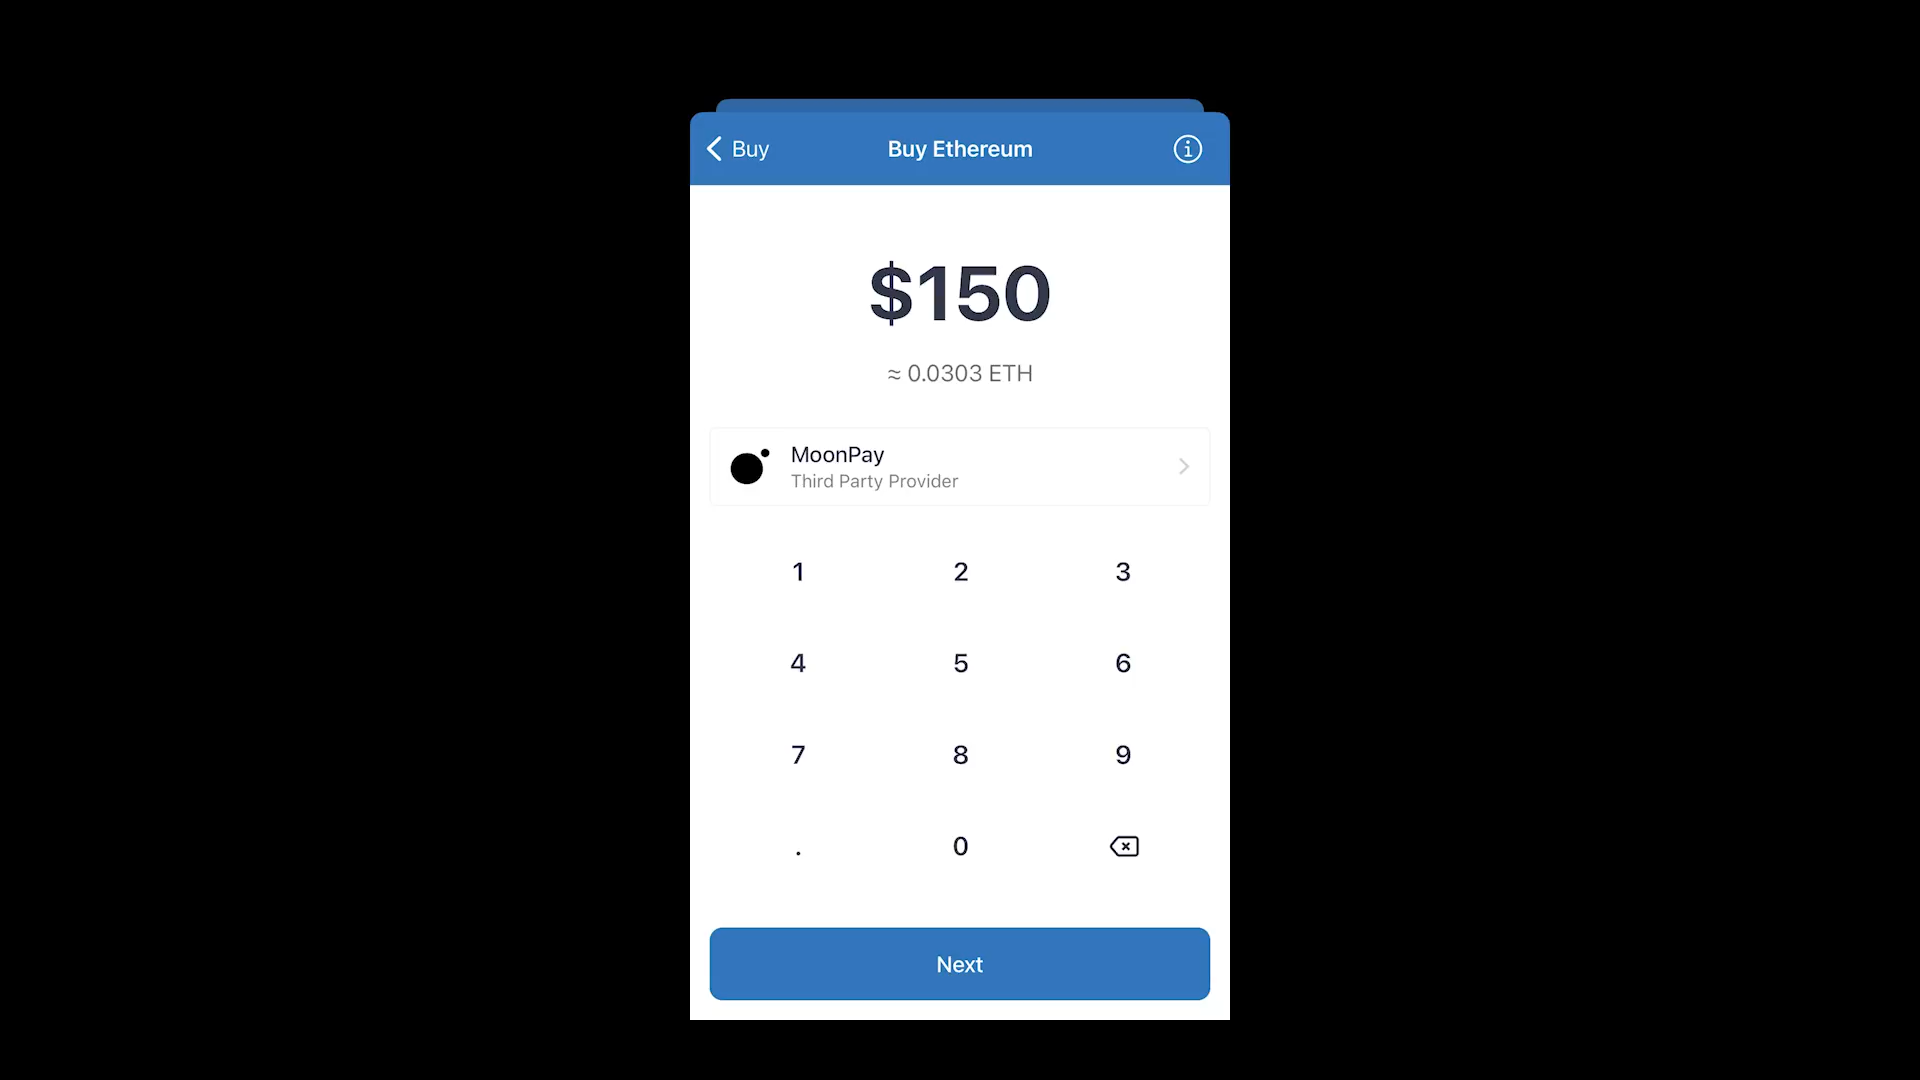 Buy
Buy Ethereum
$150
≈ 0.0303 ETH
MoonPay
Third Party Provider
1 2 3
4 5 6
7 8 9
. 0
Next